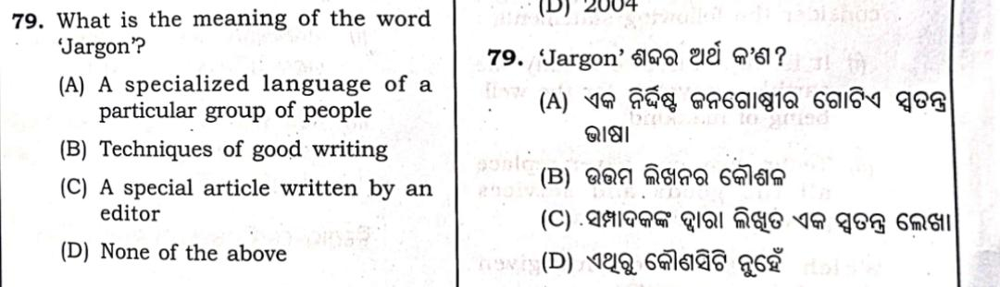 79. What is the meaning of the word
'Jargon'?
(A) A specialized language of a
particular group of people
(B) Techniques of good writing
(C) A special article written by an
editor
(D) None of the above
(D) 2004
79. 'Jargon' ଶବ୍ଦର ଅର୍ଥ କ'ଣ ?
(A) ଏକ ନିର୍ଦ୍ଦିଷ୍ଟ ଜନଗୋଷ୍ଠୀର ଗୋଟିଏ ସ୍ବତନ୍ତ୍ର
ଭାଷା
(B) ଉତ୍ତମ ଲିଖନର କୌଶଳ
(C) ସମ୍ପାଦକଙ୍କ ଦ୍ୱାରା ଲିଖିତ ଏକ ସ୍ବତନ୍ତ୍ର ଲେଖା
(D) ଏଥିରୁ କୌଣସିଟି ନୁହେଁ